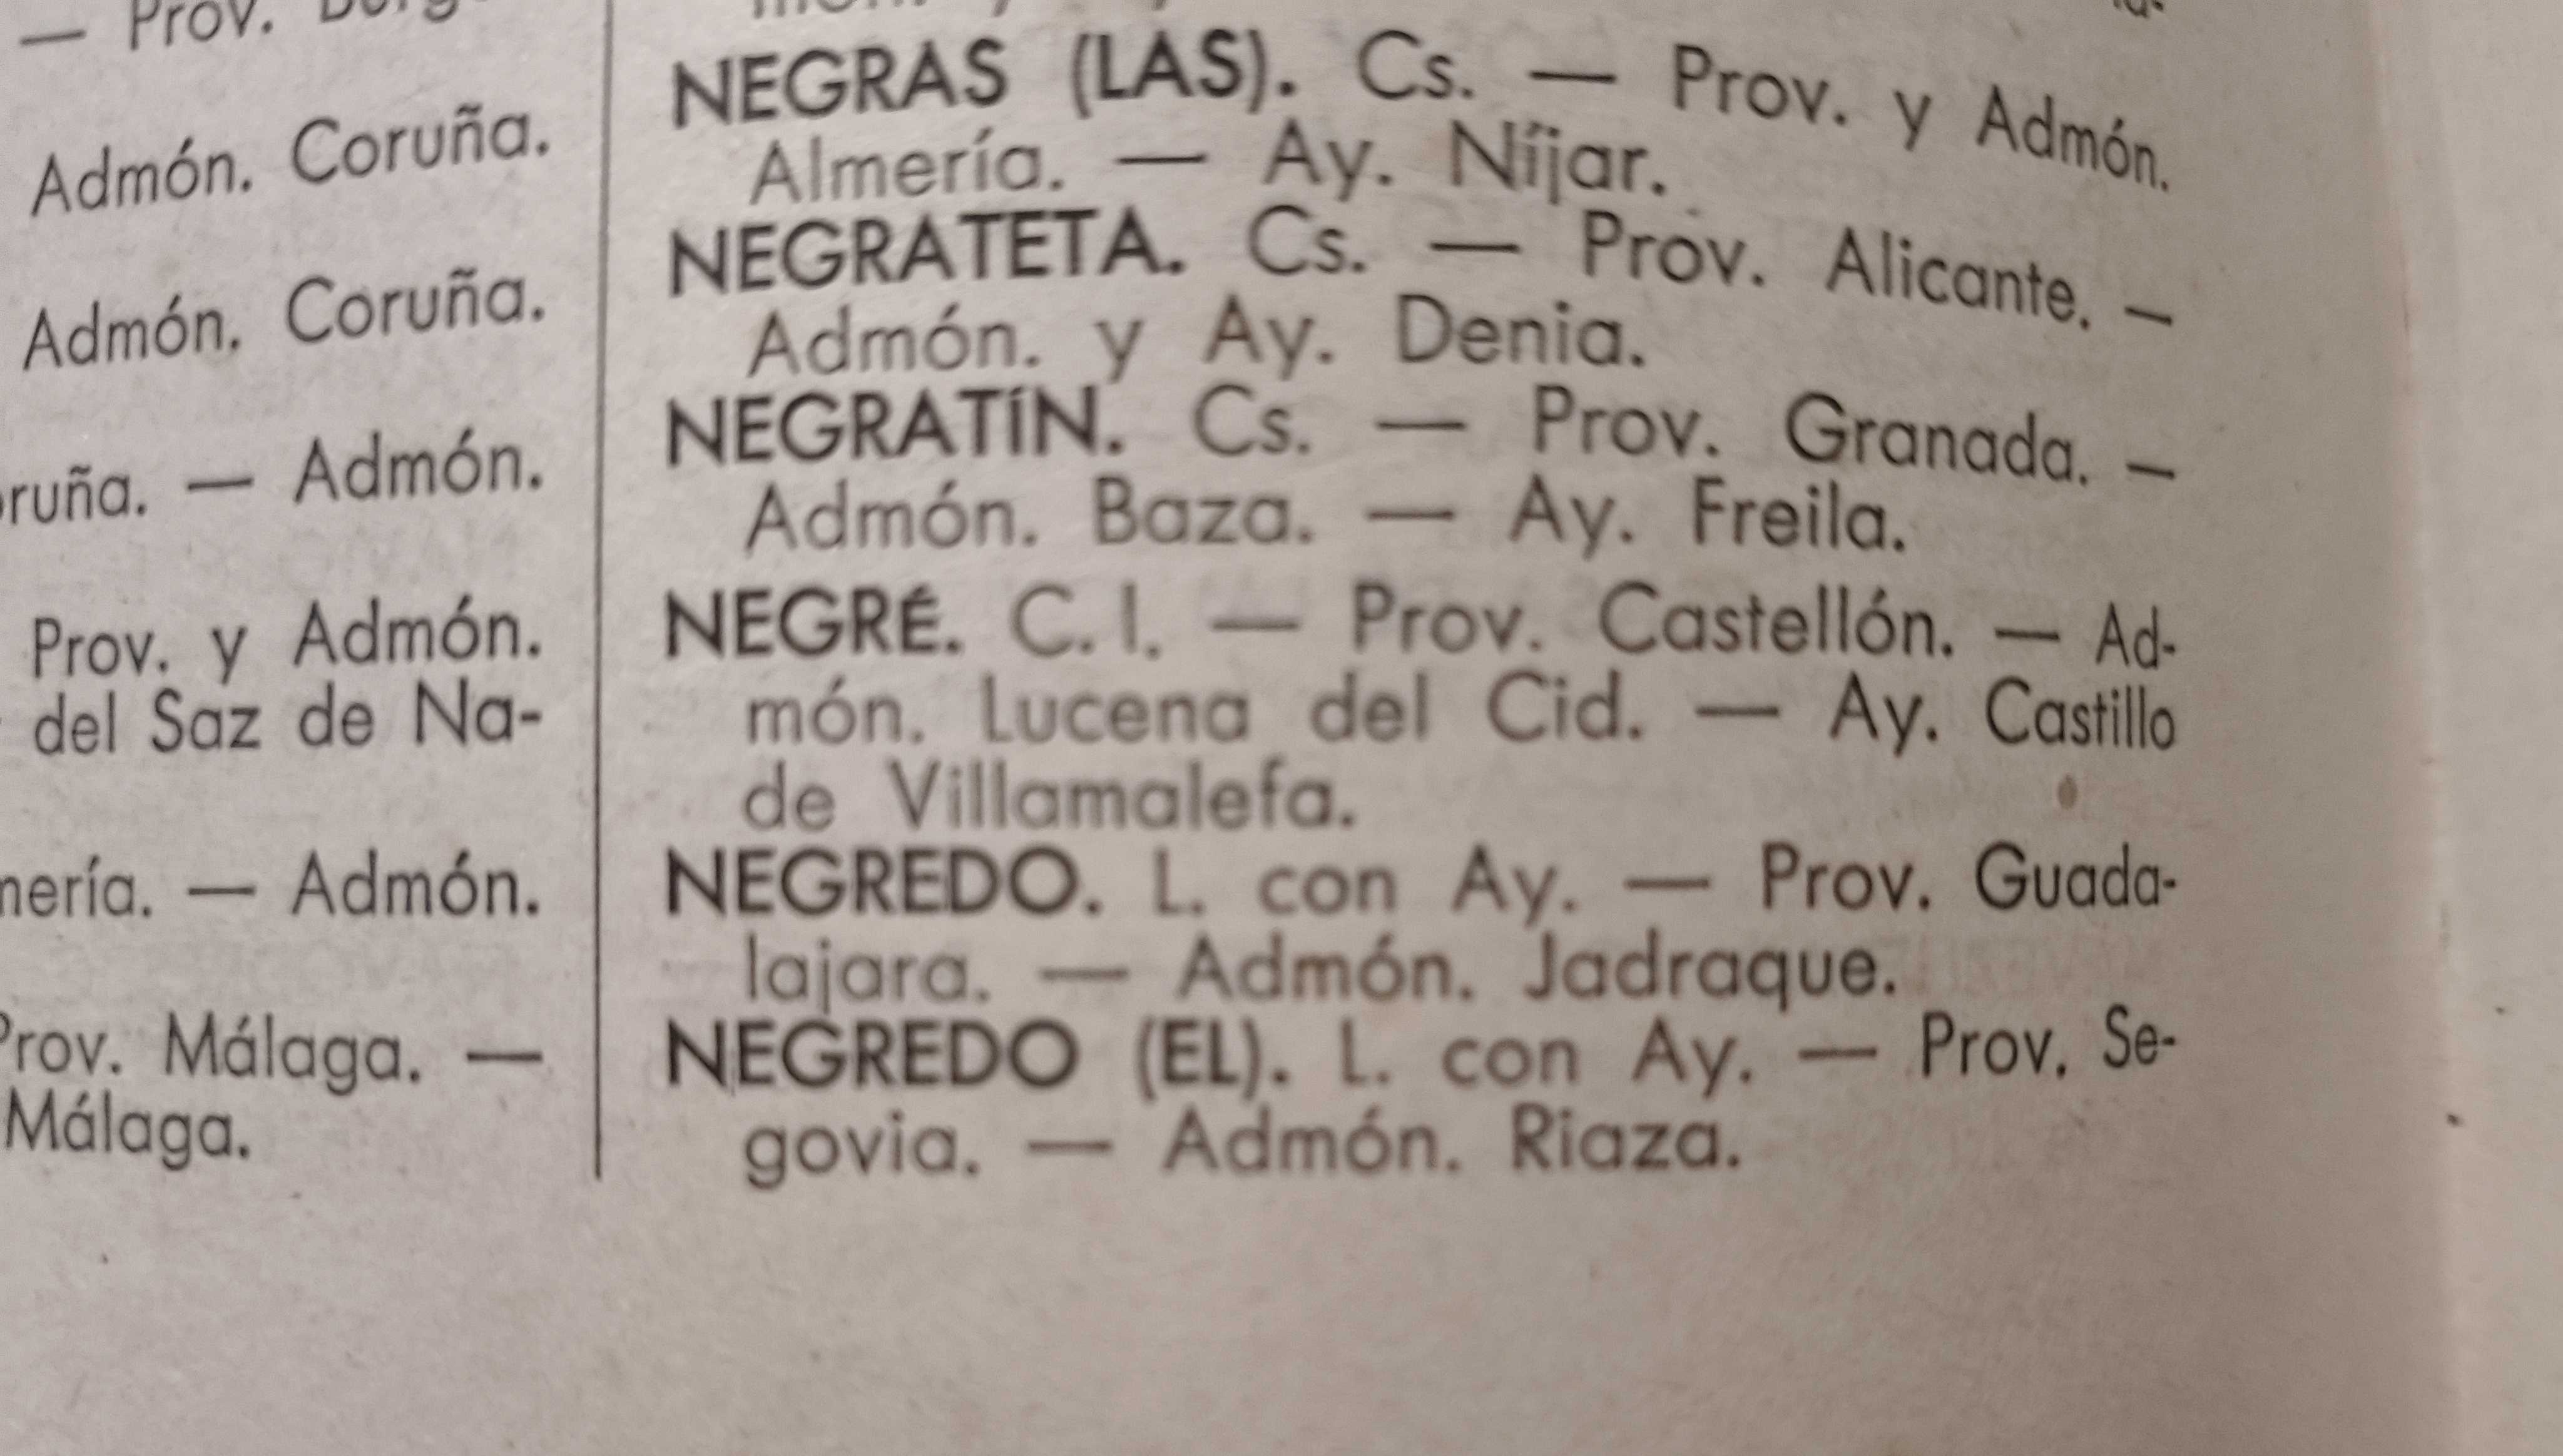 — Prov.
Admón. Coruña.
Admón. Coruña.
ruña. — Admón.
Prov. y Admón.
del Saz de Na-
mería. — Admón.
Prov. Málaga. —
Málaga.
NEGRAS (LAS). Cs. — Prov. y Admón.
Almería. — Ay. Níjar.
NEGRATETA. Cs. — Prov. Alicante. —
Admón. y Ay. Denia.
NEGRATÍN. Cs. — Prov. Granada. —
Admón. Baza. — Ay. Freila.
NEGRÉ. C. I. — Prov. Castellón. — Ad-
món. Lucena del Cid. — Ay. Castillo
de Villamalefa.
NEGREDO. L. con Ay. — Prov. Guada-
lajara. — Admón. Jadraque.
NEGREDO (EL). L. con Ay. — Prov. Se-
govia. — Admón. Riaza.